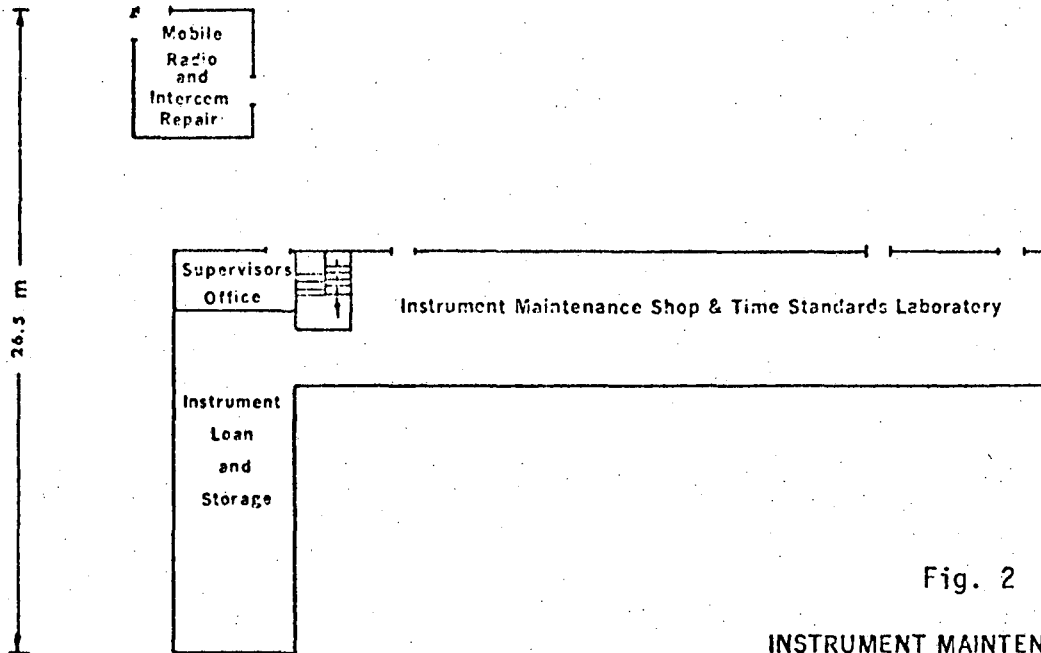 Mobile
Radio
and
Intercom
Repair
26.5 m
Supervisors
Office
Instrument Maintenance Shop & Time Standards Laboratory
Instrument
Loan
and
Storage
Fig. 2
INSTRUMENT MAINTEN